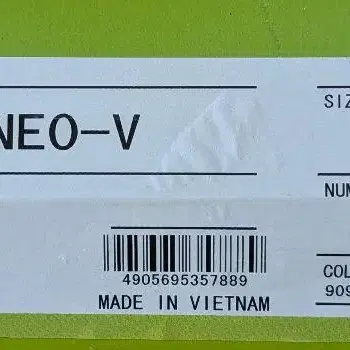 NEO-V
SIZ
NUM
4905695357889
MADE IN VIETNAM
COL
909